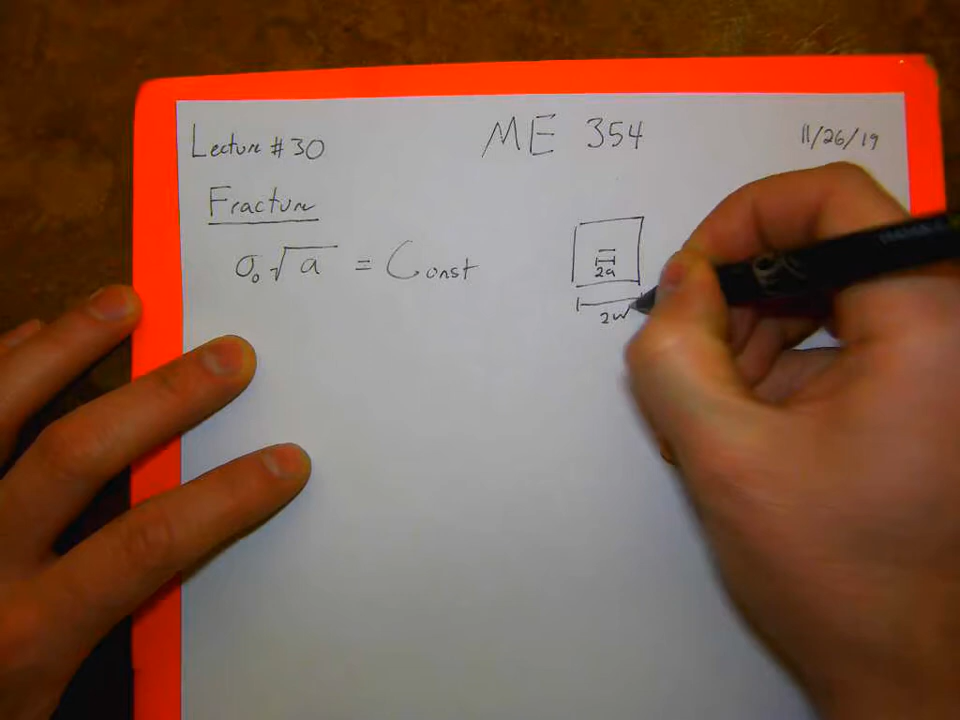 Lecture #30
ME 354
11/26/19
Fracture
σ₀√a = Const
2a
2w